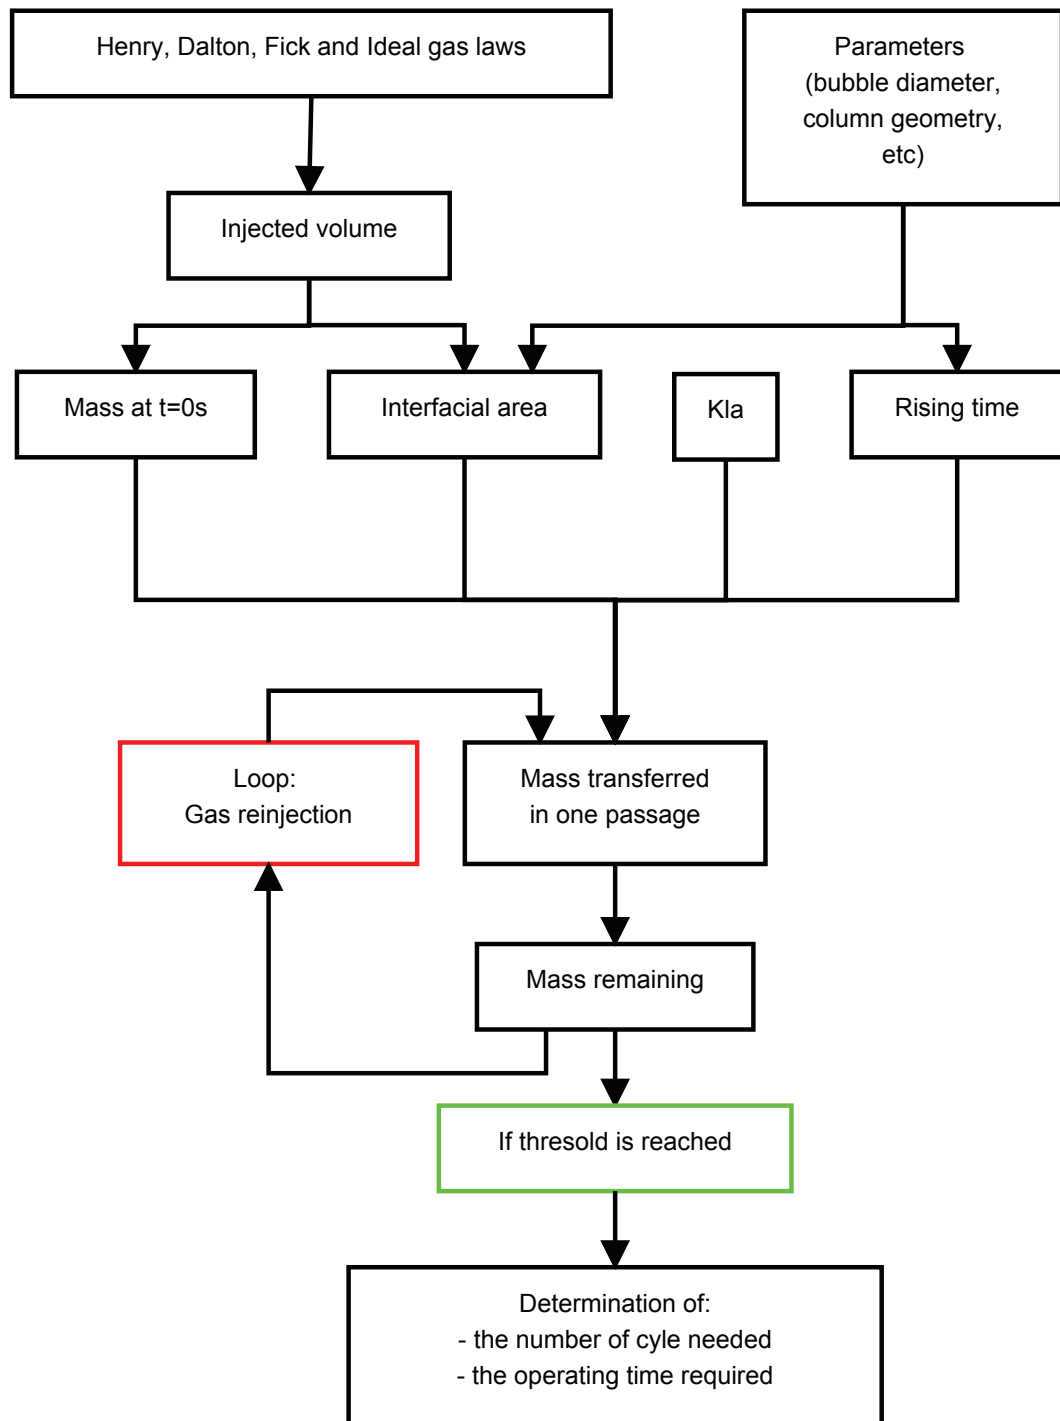 Henry, Dalton, Fick and Ideal gas laws
Parameters
(bubble diameter,
column geometry,
etc)
Injected volume
Mass at t=0s
Interfacial area
Kla
Rising time
Loop:
Gas reinjection
Mass transferred
in one passage
Mass remaining
If thresold is reached
Determination of:
- the number of cyle needed
- the operating time required